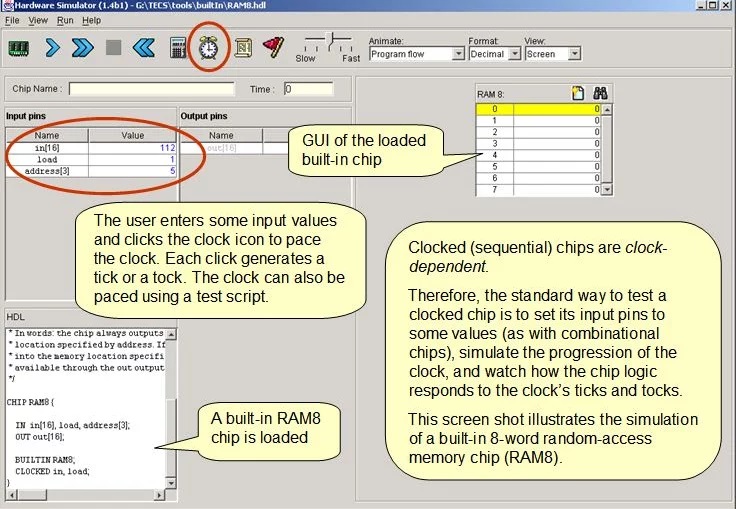 Hardware Simulator (1.4b1) - G:\TECS\tools\builtIn\RAM8.hdl
File View Run Help
Slow Fast
Animate:
Program flow
Format:
Decimal
View:
Screen
Chip Name :
Time : 0
Input pins
Name Value
in[16] 112
load 1
address[3] 5
Output pins
Name
out[16]
GUI of the loaded
built-in chip
RAM 8:
0 0
1 0
2 0
3 0
4 0
5 0
6 0
7 0
The user enters some input values
and clicks the clock icon to pace
the clock. Each click generates a
tick or a tock. The clock can also be
paced using a test script.
Clocked (sequential) chips are clock-
dependent.
Therefore, the standard way to test a
clocked chip is to set its input pins to
some values (as with combinational
chips), simulate the progression of the
clock, and watch how the chip logic
responds to the clock's ticks and tocks.
This screen shot illustrates the simulation
of a built-in 8-word random-access
memory chip (RAM8).
HDL
* In words: the chip always outputs
* location specified by address. If
* into the memory location specifi
* available through the out output
*/
CHIP RAM8 {
IN in[16], load, address[3];
OUT out[16];
BUILTIN RAM8;
CLOCKED in, load;
}
A built-in RAM8
chip is loaded